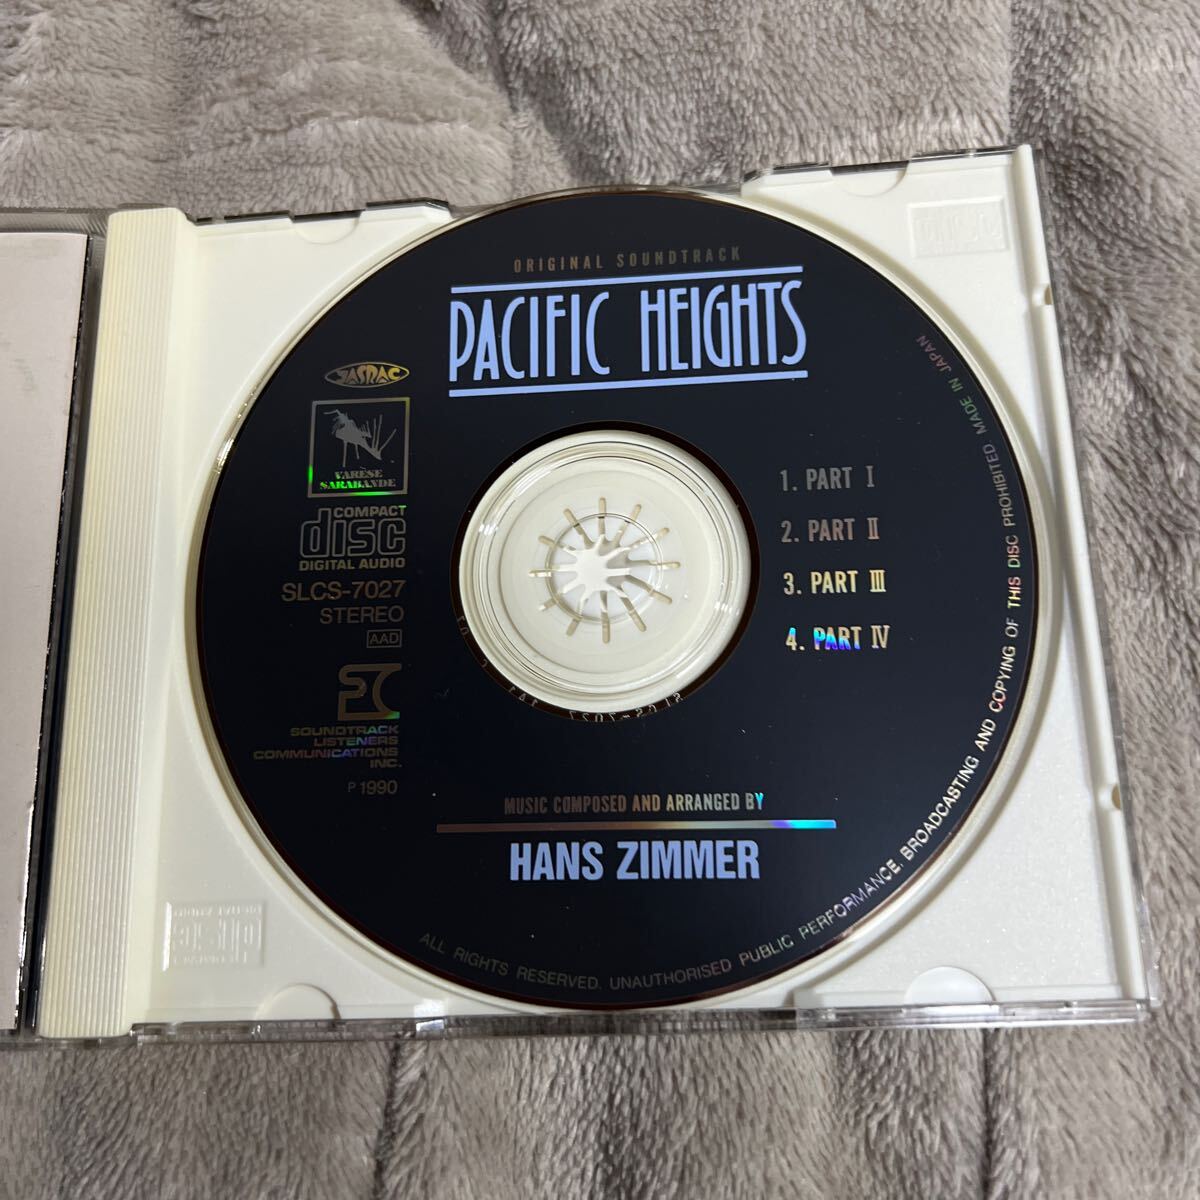 ORIGINAL SOUNDTRACK
PACIFIC HEIGHTS
JASRAC
VARÈSE
SARABANDE
COMPACT
disc
DIGITAL AUDIO
SLCS-7027
STEREO
AAD
SOUNDTRACK
LISTENERS
COMMUNICATIONS
INC.
P 1990
1. PART Ⅰ
2. PART Ⅱ
3. PART Ⅲ
4. PART Ⅳ
MUSIC COMPOSED AND ARRANGED BY
HANS ZIMMER
ALL RIGHTS RESERVED. UNAUTHORISED PUBLIC PERFORMANCE, BROADCASTING AND COPYING OF THIS DISC PROHIBITED MADE IN JAPAN